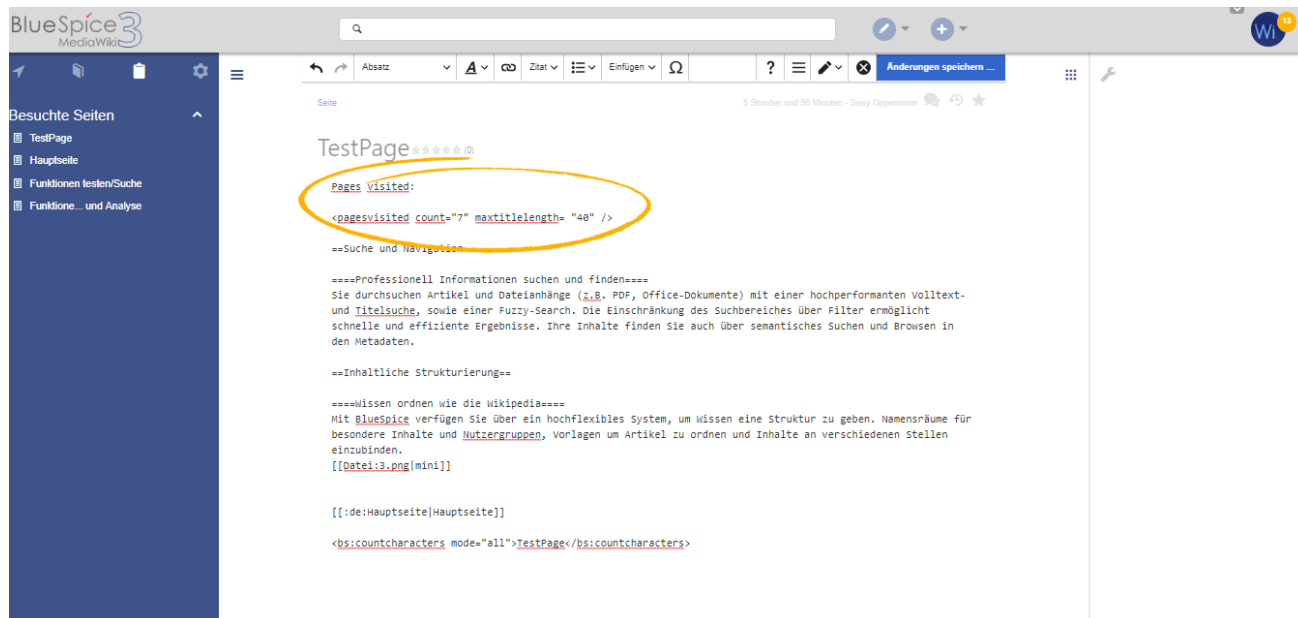 BlueSpice 3
MediaWiki
Wi 13
Absatz
A
Zitat
Einfügen
Ω
?
Änderungen speichern ...
Besuchte Seiten
TestPage
Hauptseite
Funktionen testen/Suche
Funktione... und Analyse
Seite
5 Stunden und 50 Minuten - Sissy Oppermann
TestPage (0)
Pages Visited:
<pagesvisited count="7" maxtitlelength= "40" />
==Suche und Navigation
====Professionell Informationen suchen und finden====
Sie durchsuchen Artikel und Dateianhänge (z.B. PDF, Office-Dokumente) mit einer hochperformanten Volltext-
und Titelsuche, sowie einer Fuzzy-Search. Die Einschränkung des Suchbereiches über Filter ermöglicht
schnelle und effiziente Ergebnisse. Ihre Inhalte finden Sie auch über semantisches Suchen und Browsen in
den Metadaten.
==Inhaltliche Strukturierung==
====Wissen ordnen wie die Wikipedia====
Mit BlueSpice verfügen Sie über ein hochflexibles System, um Wissen eine Struktur zu geben. Namensräume für
besondere Inhalte und Nutzergruppen, Vorlagen um Artikel zu ordnen und Inhalte an verschiedenen Stellen
einzubinden.
[[Datei:3.png|mini]]
[[:de:Hauptseite|Hauptseite]]
<bs:countcharacters mode="all">TestPage</bs:countcharacters>